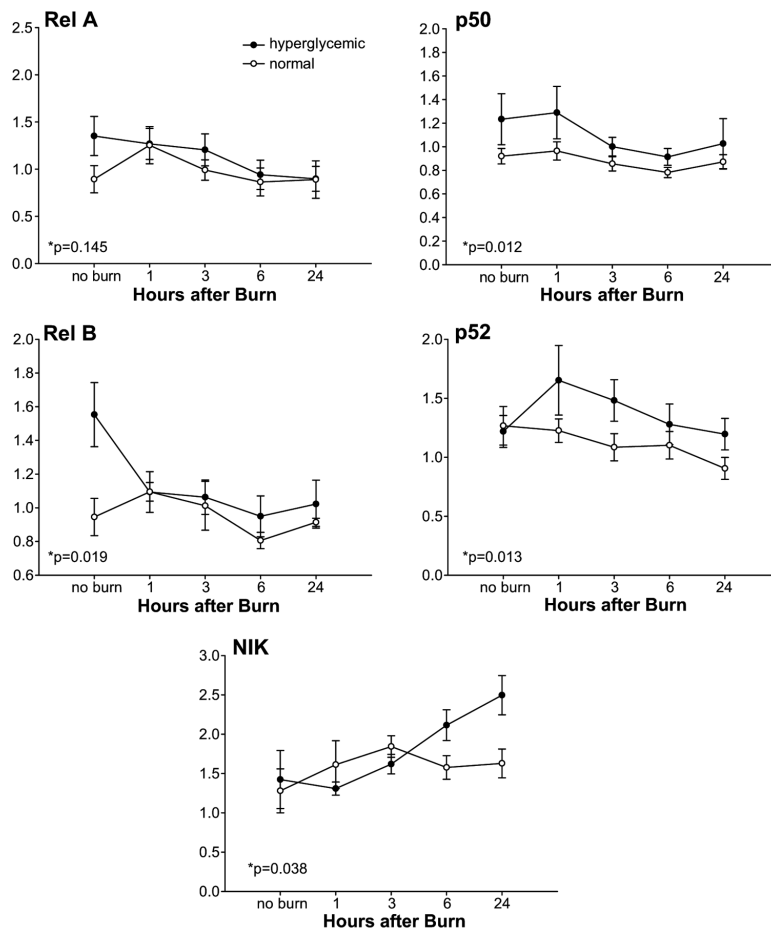 Rel A
2.5
2.0
1.5
1.0
0.5
0.0
hyperglycemic
normal
*p=0.145
no burn 1 3 6 24
Hours after Burn
p50
2.0
1.8
1.6
1.4
1.2
1.0
0.8
0.6
0.4
0.2
0.0
*p=0.012
no burn 1 3 6 24
Hours after Burn
Rel B
2.0
1.8
1.6
1.4
1.2
1.0
0.8
0.6
*p=0.019
no burn 1 3 6 24
Hours after Burn
p52
2.0
1.5
1.0
0.5
0.0
*p=0.013
no burn 1 3 6 24
Hours after Burn
NIK
3.0
2.5
2.0
1.5
1.0
0.5
0.0
*p=0.038
no burn 1 3 6 24
Hours after Burn